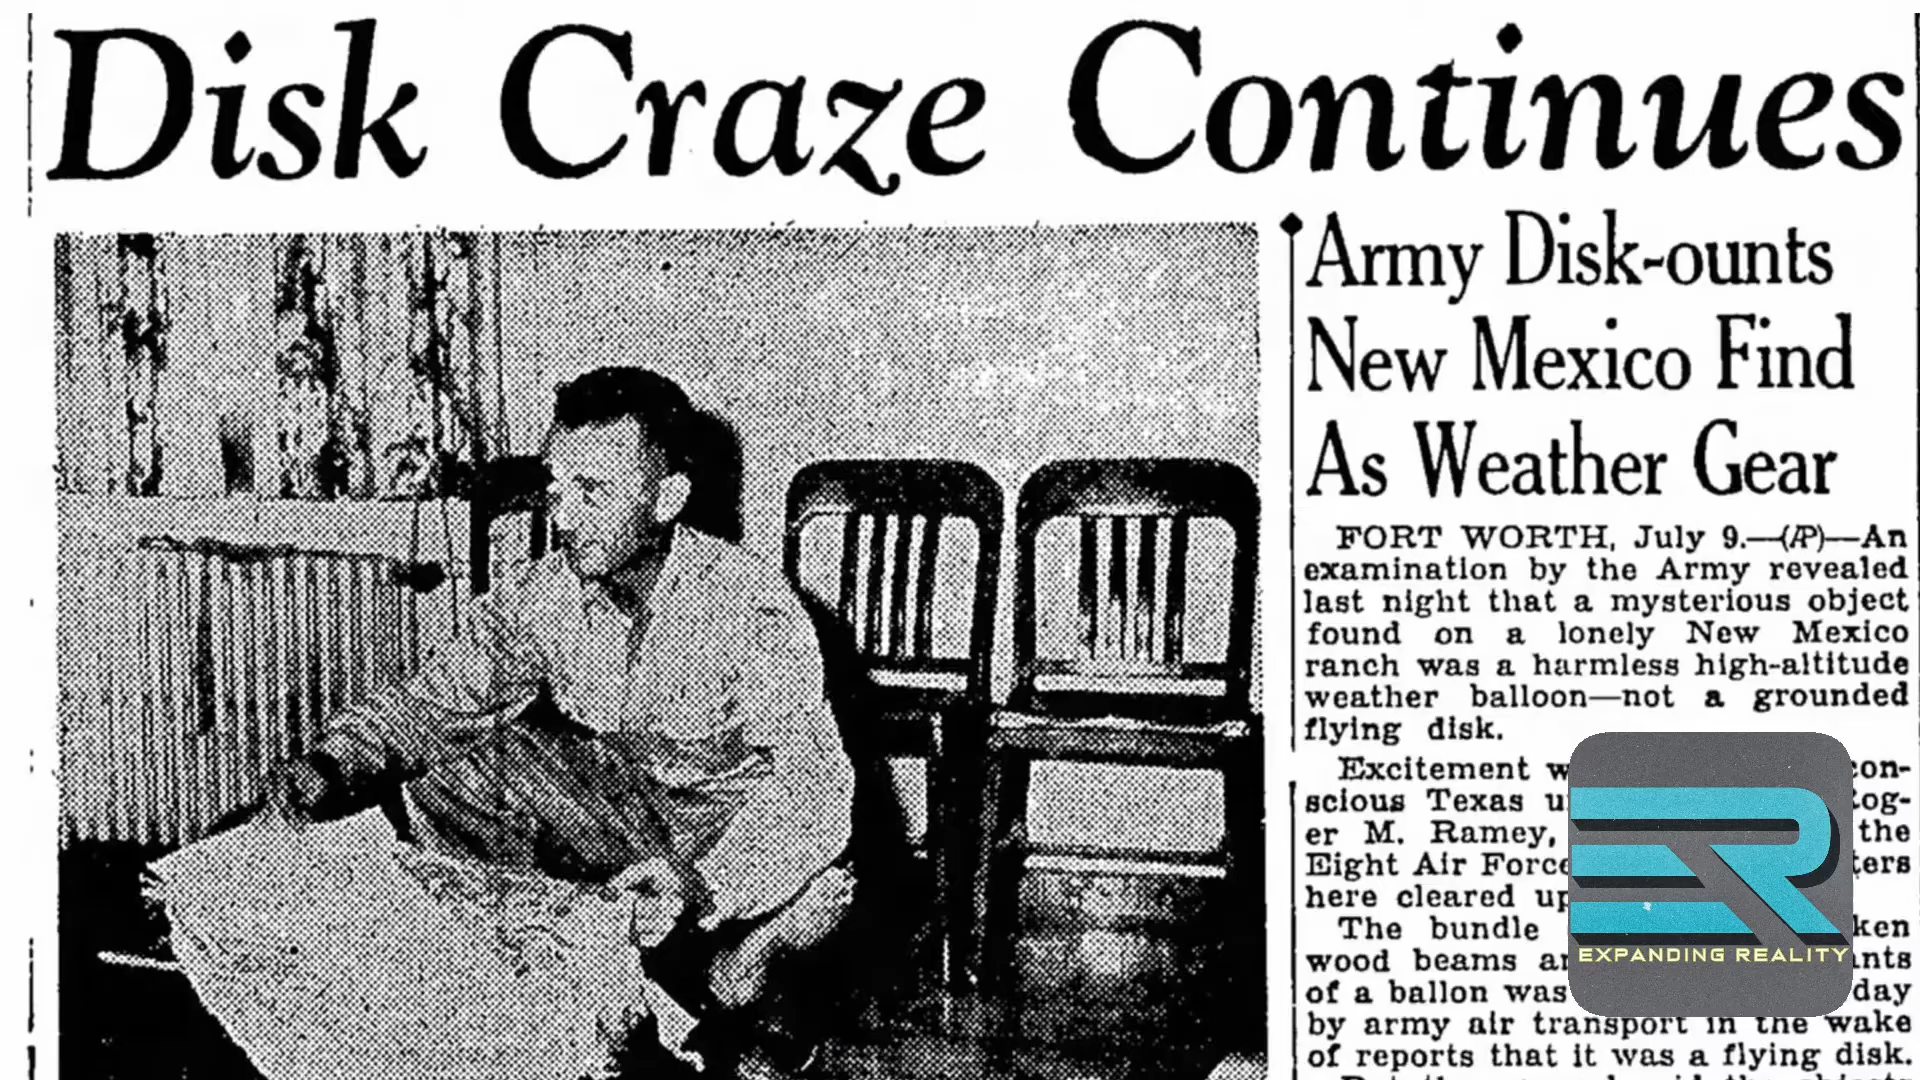 Disk Craze Continues
Army Disk-ounts
New Mexico Find
As Weather Gear
FORT WORTH, July 9.—(AP)—An
examination by the Army revealed
last night that a mysterious object
found on a lonely New Mexico
ranch was a harmless high-altitude
weather balloon—not a grounded
flying disk.
Excitement con-
scious Texas
er M. Ramey, the
Eight Air Force
here cleared up
The bundle
wood beams
of a ballon was day
by army air transport in the wake
of reports that it was a flying disk.
ER
EXPANDING REALITY